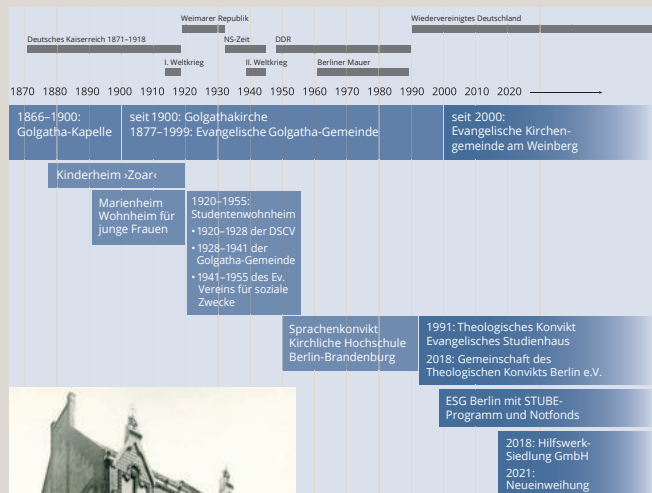 Weimarer Republik
Wiedervereinigtes Deutschland
Deutsches Kaiserreich 1871–1918
NS-Zeit
DDR
I. Weltkrieg
II. Weltkrieg
Berliner Mauer
1870 1880 1890 1900 1910 1920 1930 1940 1950 1960 1970 1980 1990 2000 2010 2020
1866–1900:
Golgatha-Kapelle
seit 1900: Golgathakirche
1877–1999: Evangelische Golgatha-Gemeinde
seit 2000:
Evangelische Kirchen-
gemeinde am Weinberg
Kinderheim ›Zoar‹
Marienheim
Wohnheim für
junge Frauen
1920–1955:
Studentenwohnheim
• 1920–1928 der DSCV
• 1928–1941 der
Golgatha-Gemeinde
• 1941–1955 des Ev.
Vereins für soziale
Zwecke
Sprachenkonvikt
Kirchliche Hochschule
Berlin-Brandenburg
1991: Theologisches Konvikt
Evangelisches Studienhaus
2018: Gemeinschaft des
Theologischen Konvikts Berlin e.V.
ESG Berlin mit STUBE-
Programm und Notfonds
2018: Hilfswerk-
Siedlung GmbH
2021:
Neueinweihung